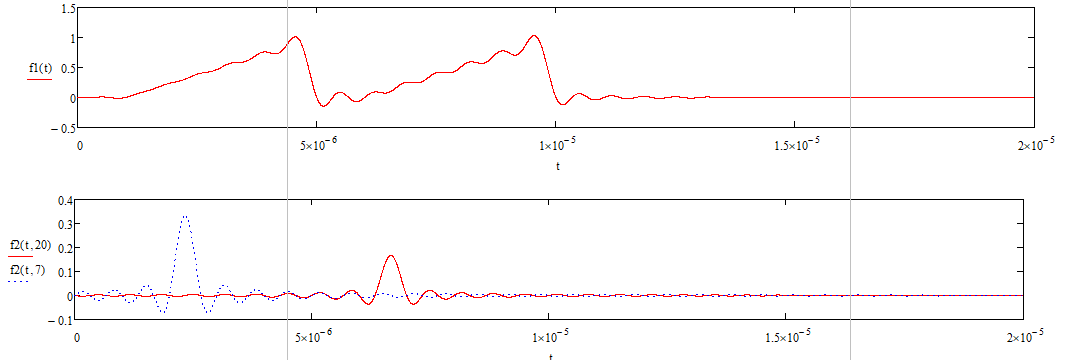 1.5
1
f1(t) 0.5
0
− 0.5
0 5×10⁻⁶ 1×10⁻⁵ 1.5×10⁻⁵ 2×10⁻⁵
t
0.4
0.3
f2(t, 20) 0.2
f2(t, 7) 0.1
0
− 0.1
0 5×10⁻⁶ 1×10⁻⁵ 1.5×10⁻⁵ 2×10⁻⁵
t